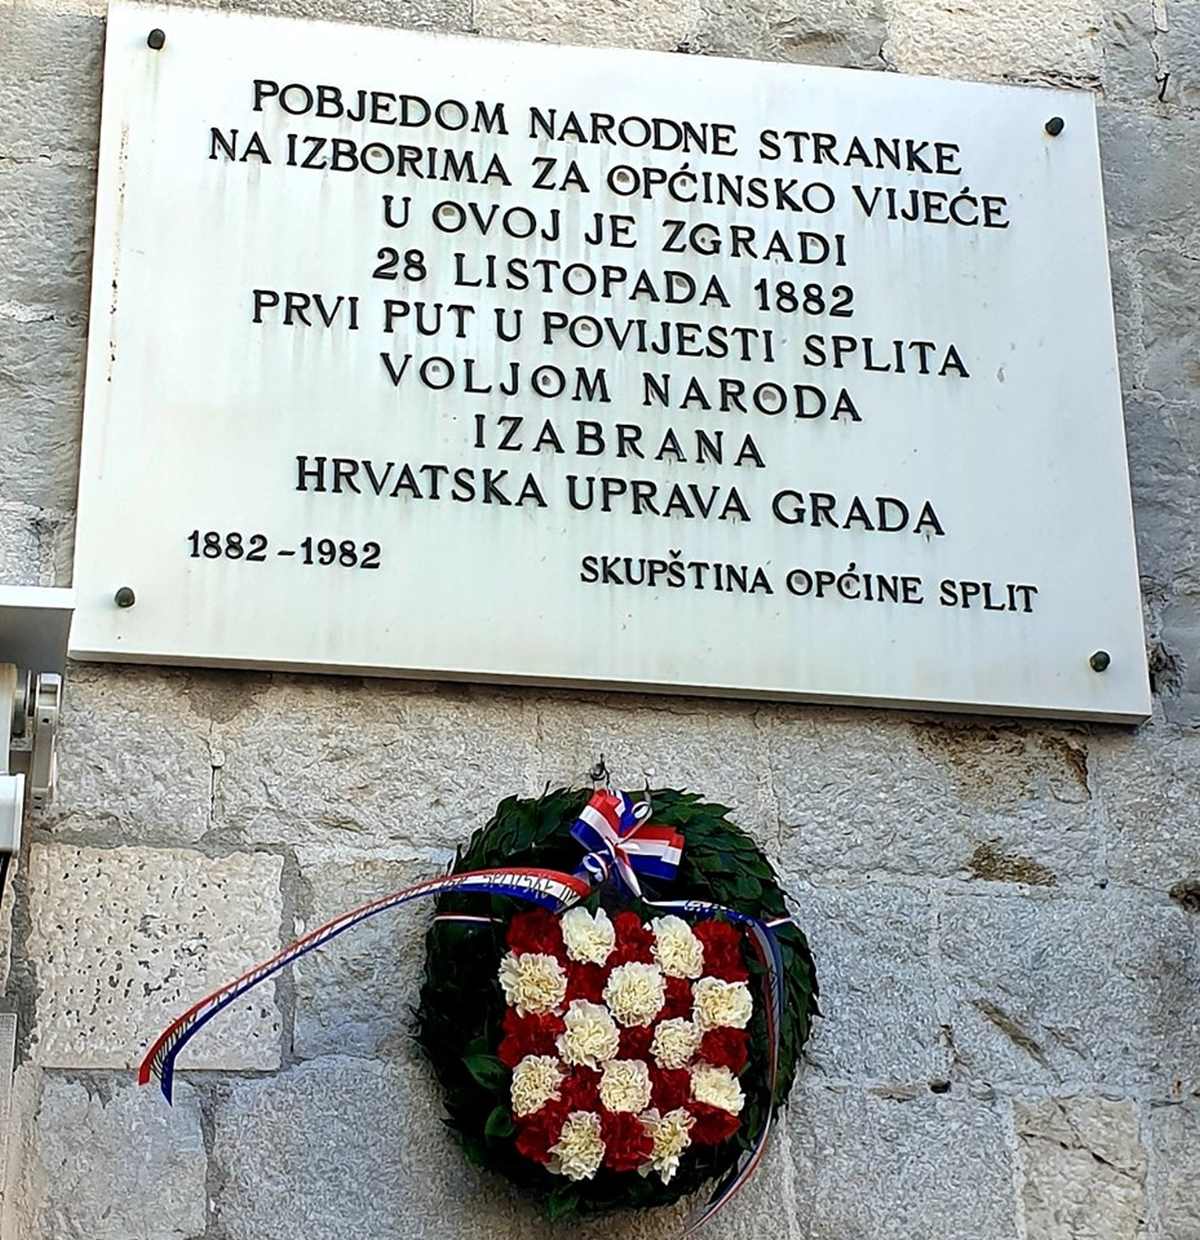 POBJEDOM NARODNE STRANKE
NA IZBORIMA ZA OPĆINSKO VIJEĆE
U OVOJ JE ZGRADI
28 LISTOPADA 1882
PRVI PUT U POVIJESTI SPLITA
VOLJOM NARODA
IZABRANA
HRVATSKA UPRAVA GRADA
1882-1982
SKUPŠTINA OPĆINE SPLIT